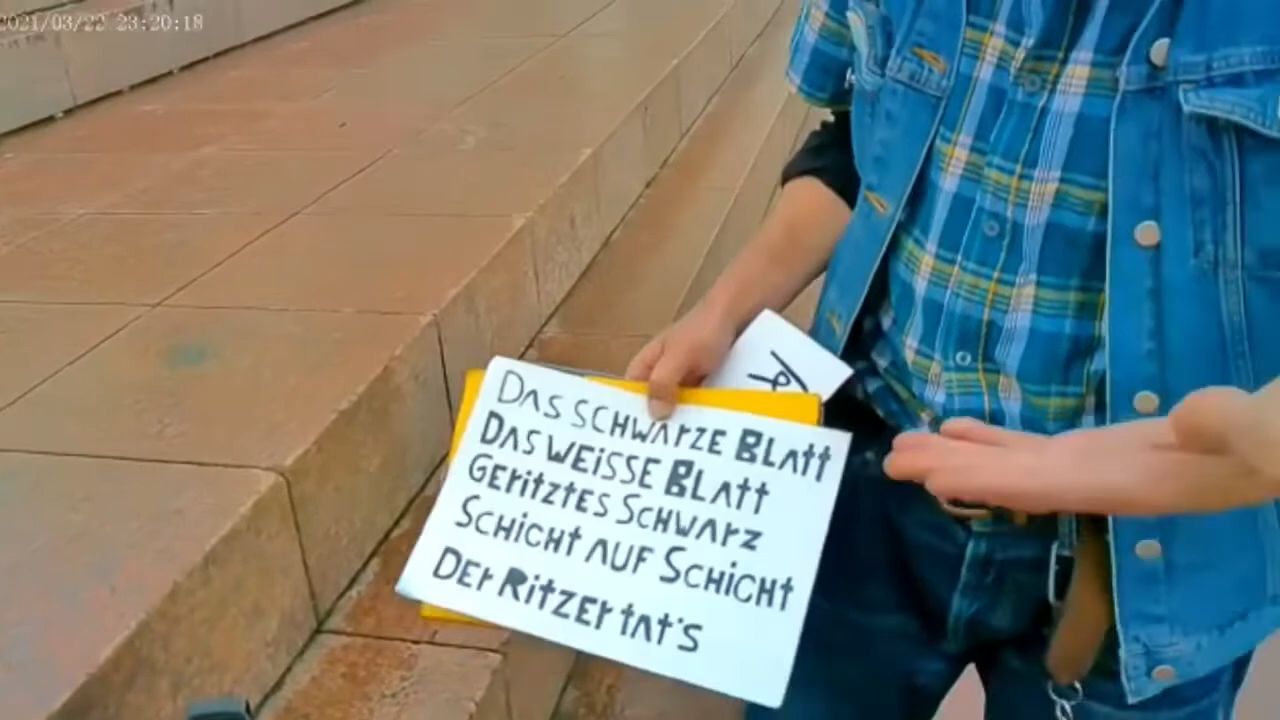 2021/03/22 23:20:18
DAS SCHWArZE BLAtt
DAS WEiSSE BLAtt
GEritztES SCHWArz
SCHiCHt AUF SCHiCHt
DEr RitzEr tAt'S